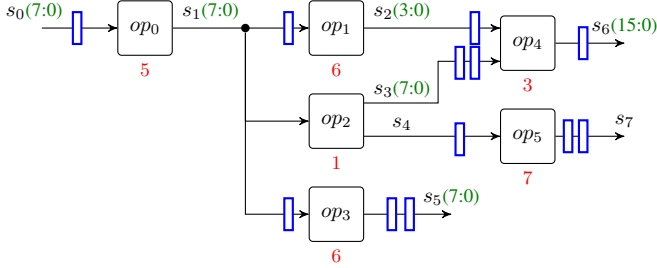 s₀(7:0) op₀ s₁(7:0) op₁ s₂(3:0) op₄ s₆(15:0)
5 6 s₃(7:0) 3
op₂ s₄ op₅ s₇
1 7
op₃ s₅(7:0)
6